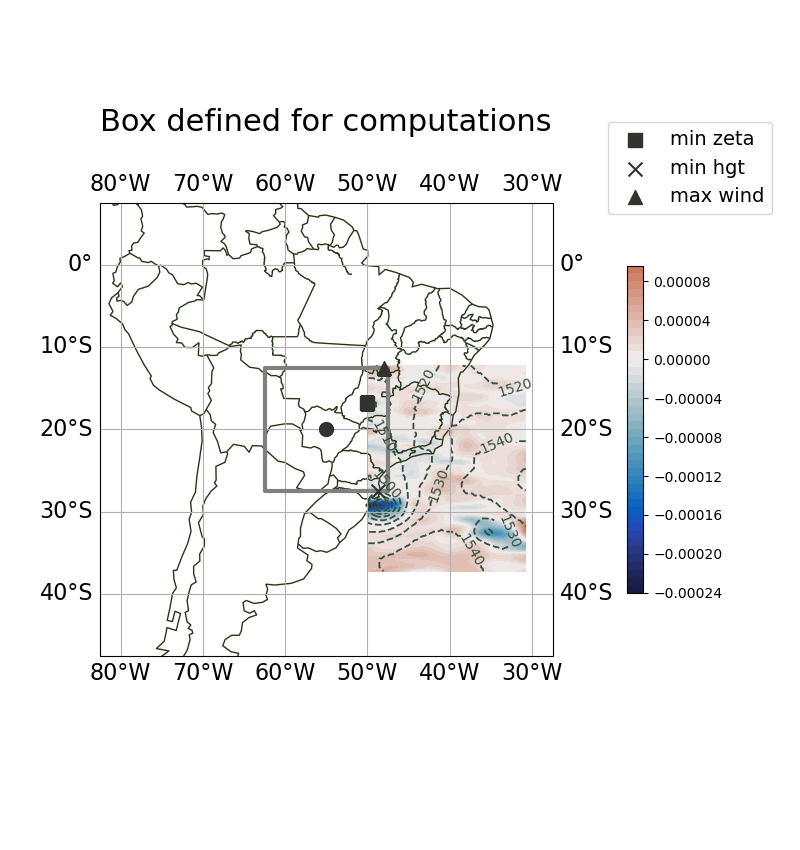 Box defined for computations
min zeta
min hgt
max wind
80°W 70°W 60°W 50°W 40°W 30°W
0° 0°
10°S 10°S
20°S 20°S
30°S 30°S
40°S 40°S
80°W 70°W 60°W 50°W 40°W 30°W
1520
1520
1540
1530
1530
1540
0.00008
0.00004
0.00000
−0.00004
−0.00008
−0.00012
−0.00016
−0.00020
−0.00024